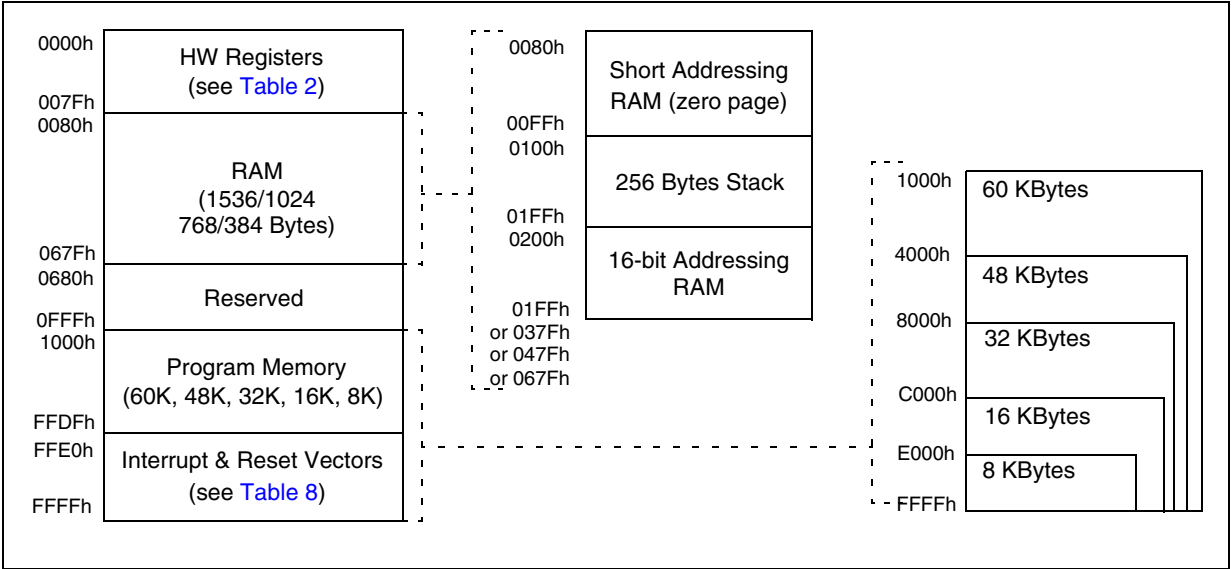 0000h
HW Registers
(see Table 2)
007Fh
0080h
RAM
(1536/1024
768/384 Bytes)
067Fh
0680h
Reserved
0FFFh
1000h
Program Memory
(60K, 48K, 32K, 16K, 8K)
FFDFh
FFE0h
Interrupt & Reset Vectors
(see Table 8)
FFFFh
0080h
Short Addressing
RAM (zero page)
00FFh
0100h
256 Bytes Stack
01FFh
0200h
16-bit Addressing
RAM
01FFh
or 037Fh
or 047Fh
or 067Fh
1000h
60 KBytes
4000h
48 KBytes
8000h
32 KBytes
C000h
16 KBytes
E000h
8 KBytes
FFFFh